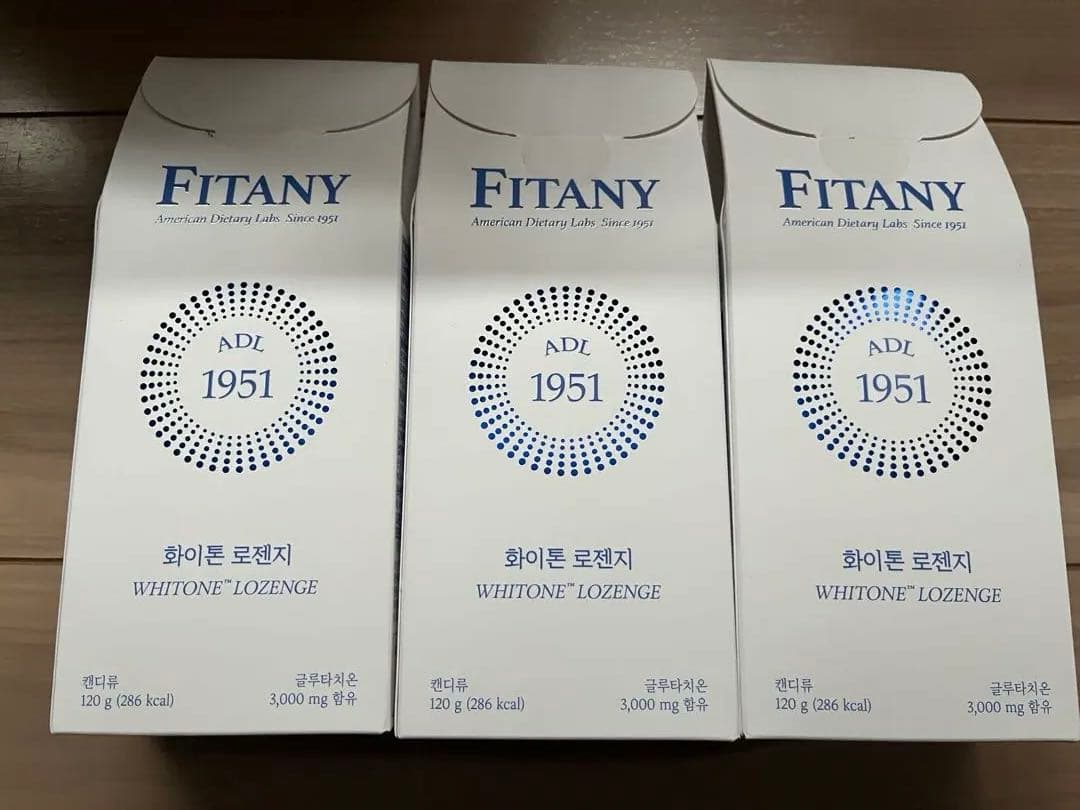 FITANY
American Dietary Labs Since 1951
ADL
1951
화이톤 로젠지
WHITONE™ LOZENGE
캔디류
120 g (286 kcal)
글루타치온
3,000 mg 함유
FITANY
American Dietary Labs Since 1951
ADL
1951
화이톤 로젠지
WHITONE™ LOZENGE
캔디류
120 g (286 kcal)
글루타치온
3,000 mg 함유
FITANY
American Dietary Labs Since 1951
ADL
1951
화이톤 로젠지
WHITONE™ LOZENGE
캔디류
120 g (286 kcal)
글루타치온
3,000 mg 함유